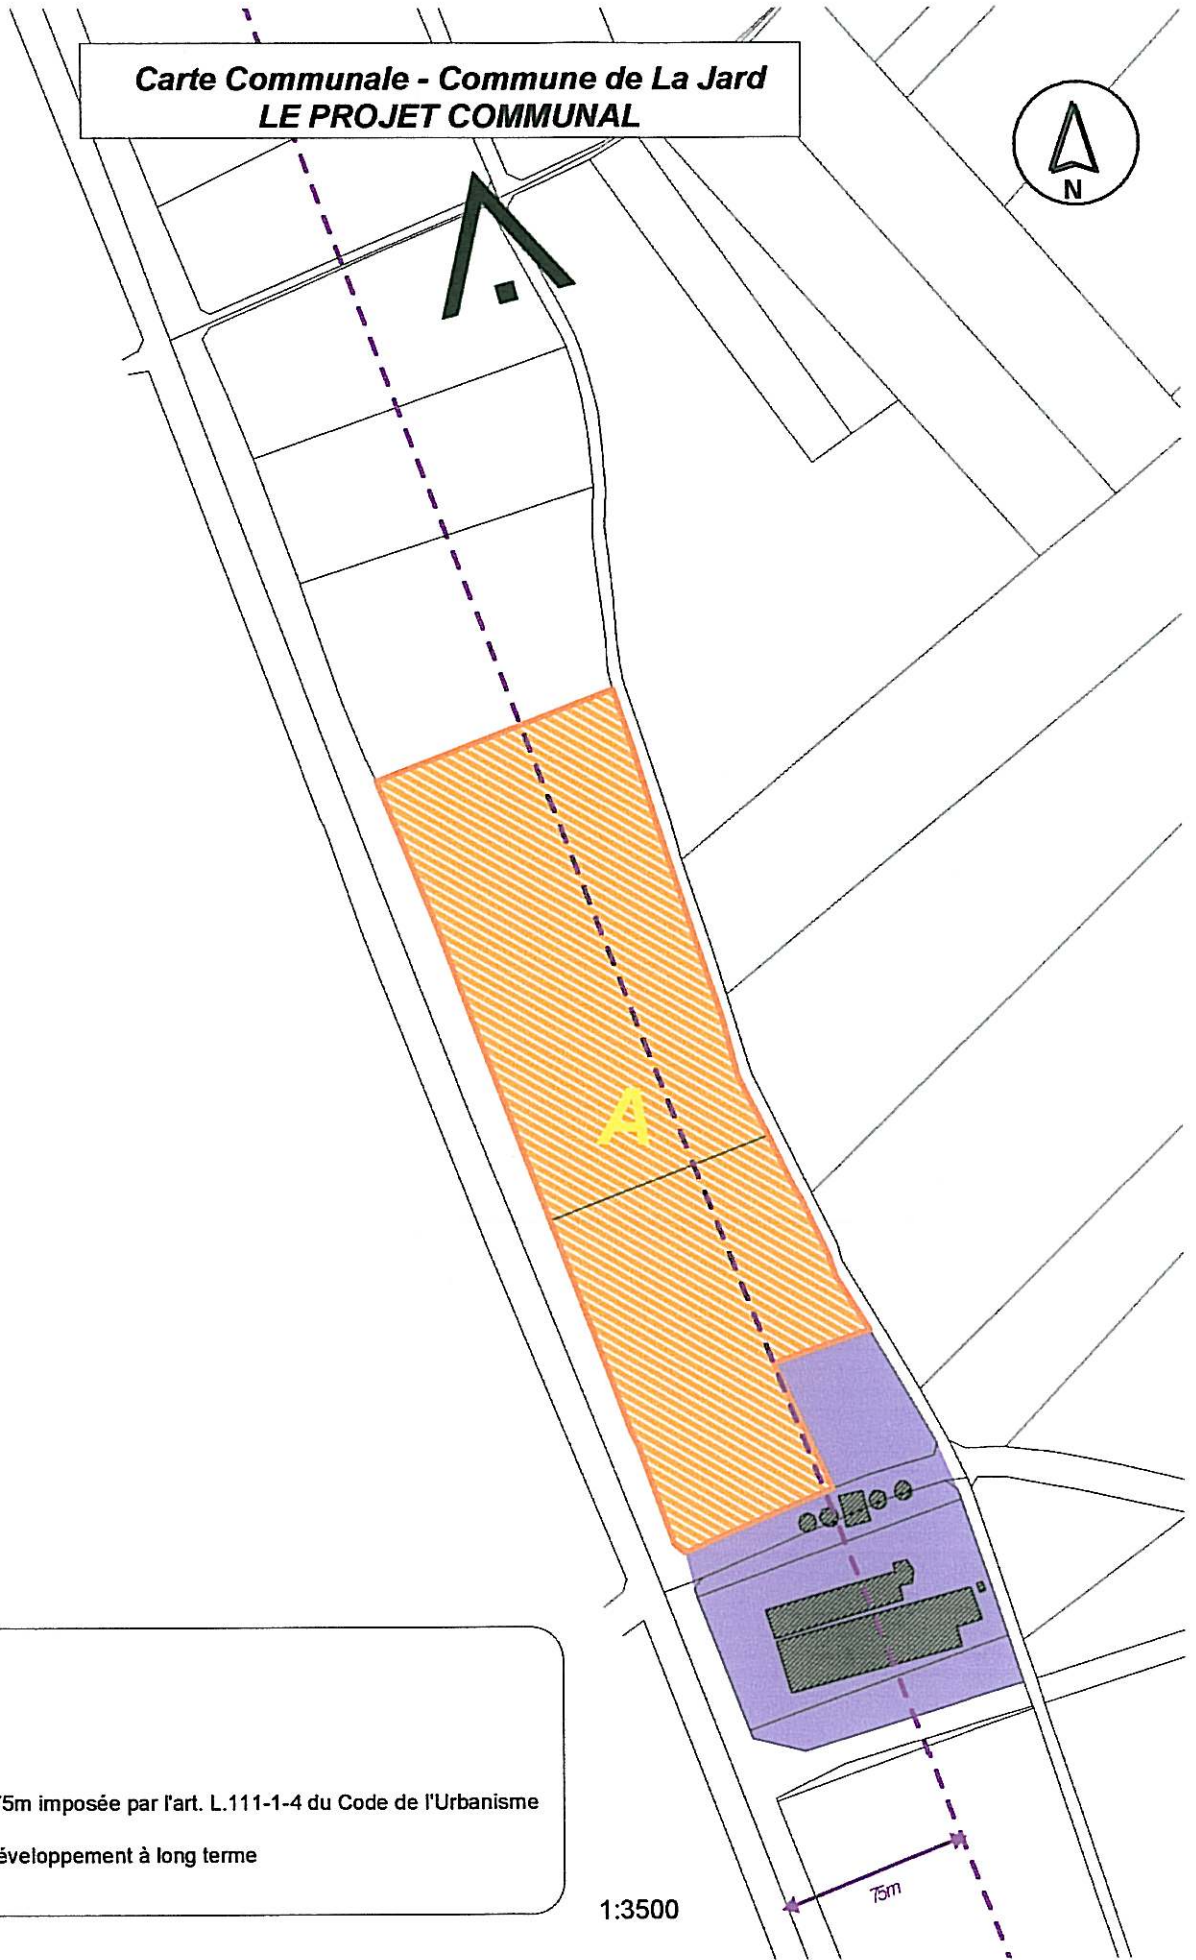 Carte Communale - Commune de La Jard
LE PROJET COMMUNAL
N
A
75m imposée par l'art. L.111-1-4 du Code de l'Urbanisme
éveloppement à long terme
1:3500
75m